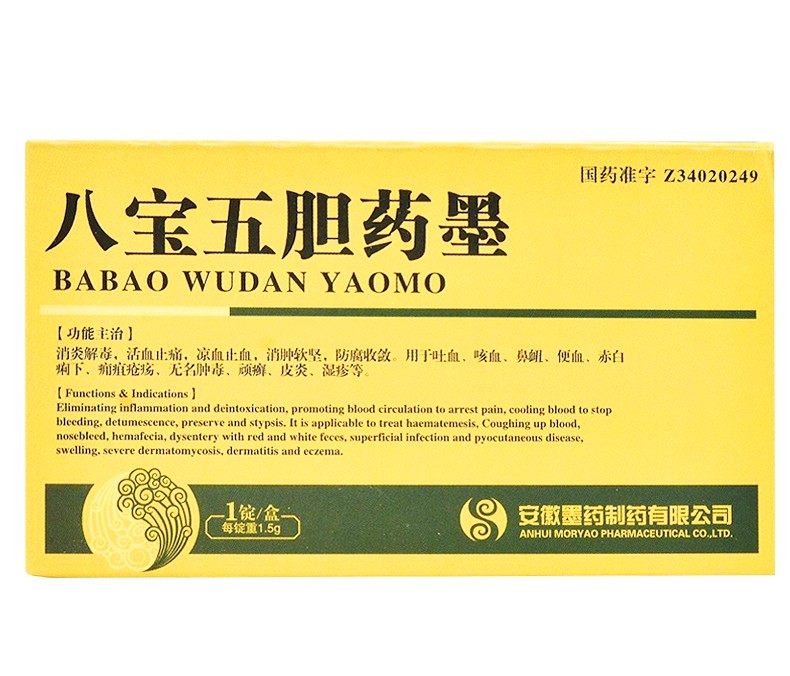 国药准字 Z34020249
八宝五胆药墨
BABAO WUDAN YAOMO
【功能主治】
消炎解毒，活血止痛，凉血止血，消肿软坚，防腐收敛。用于吐血、咳血、鼻衄、便血、赤白
痢下、痈疽疮疡、无名肿毒、顽癣、皮炎、湿疹等。
【Functions & Indications】
Eliminating inflammation and deintoxication, promoting blood circulation to arrest pain, cooling blood to stop
bleeding, detumescence, preserve and stypsis. It is applicable to treat haematemesis, Coughing up blood,
nosebleed, hemafecia, dysentery with red and white feces, superficial infection and pyocutaneous disease,
swelling, severe dermatomycosis, dermatitis and eczema.
1锭/盒
每锭重1.5g
安徽墨药制药有限公司
ANHUI MORYAO PHARMACEUTICAL CO.,LTD.